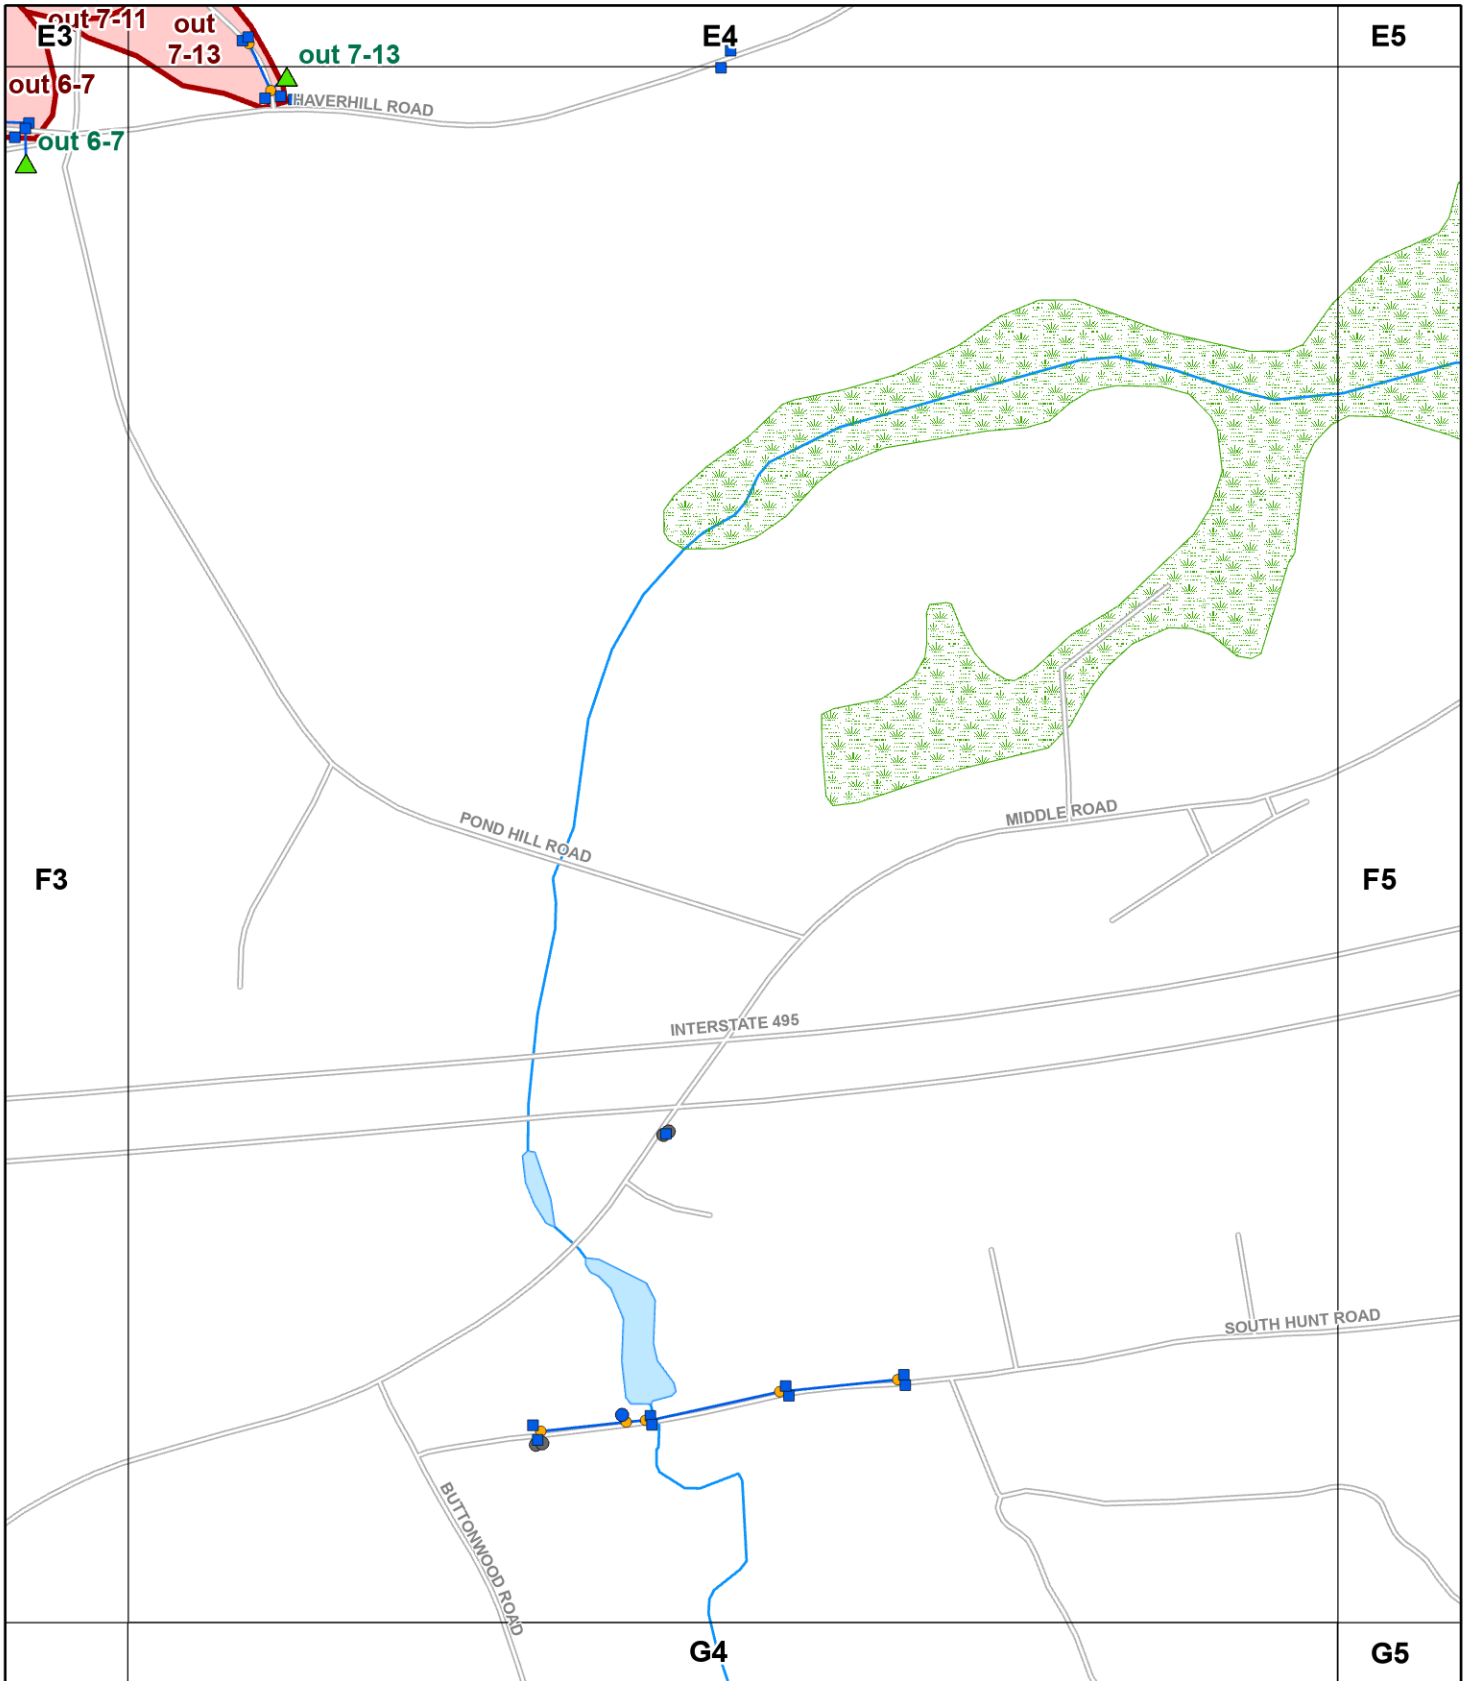 out 7-11
E3
out
7-13
out 7-13
E4
E5
out 6-7
HAVERHILL ROAD
out 6-7
POND HILL ROAD
MIDDLE ROAD
F3
F5
INTERSTATE 495
SOUTH HUNT ROAD
BUTTONWOOD ROAD
G4
G5